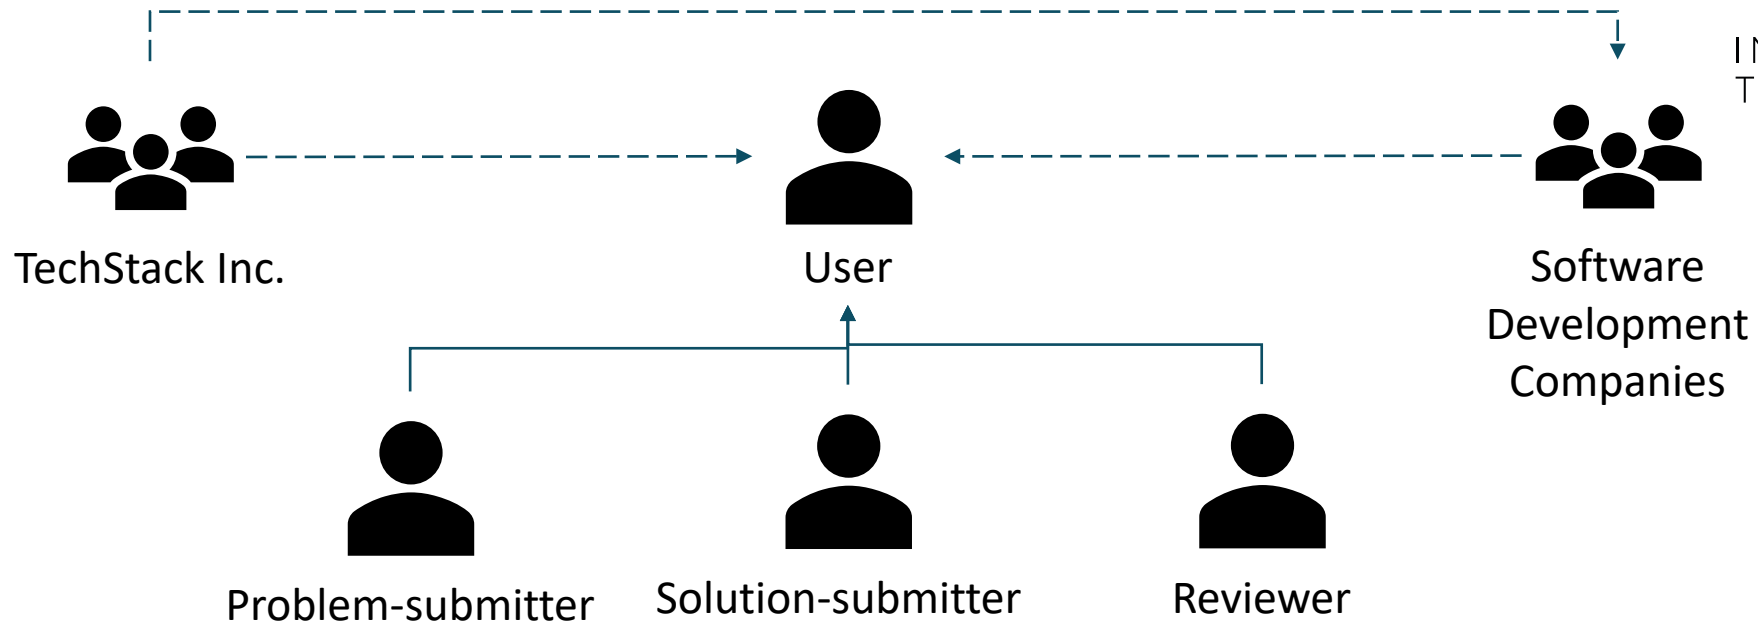 TechStack Inc.
User
Software
Development
Companies
Problem-submitter
Solution-submitter
Reviewer